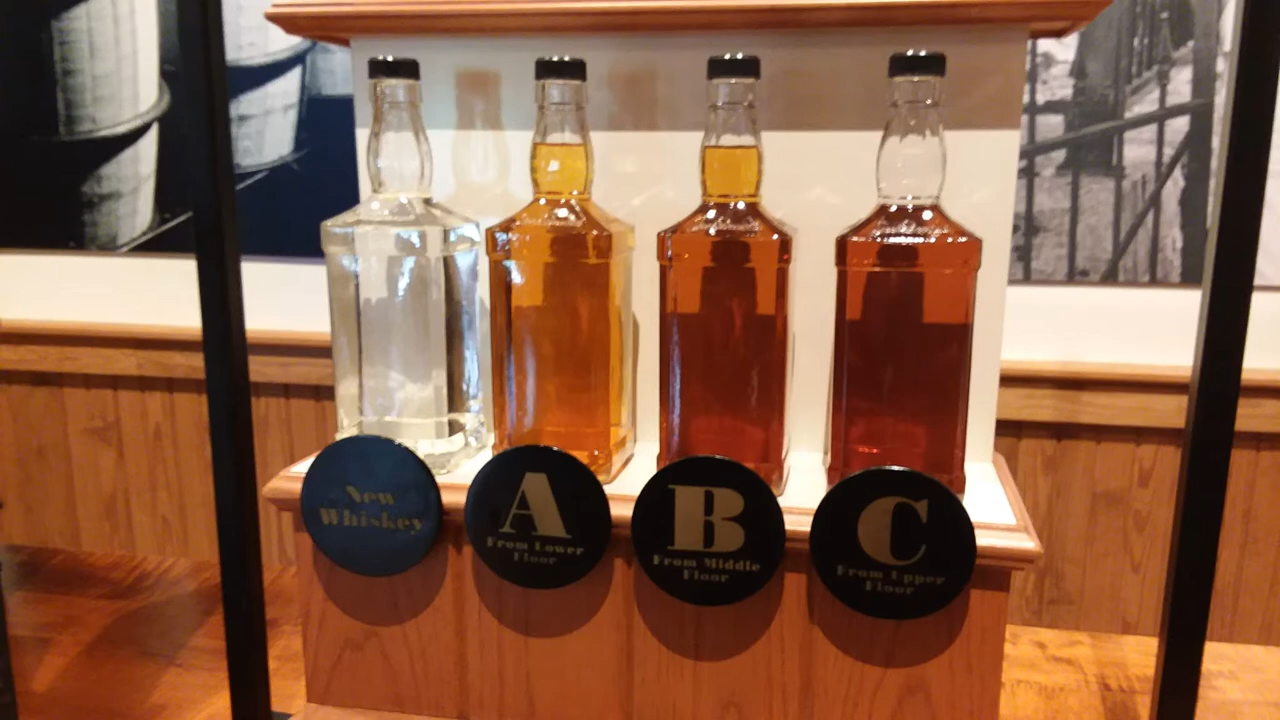 New
Whiskey
A
From Lower
Floor
B
From Middle
Floor
C
From Upper
Floor